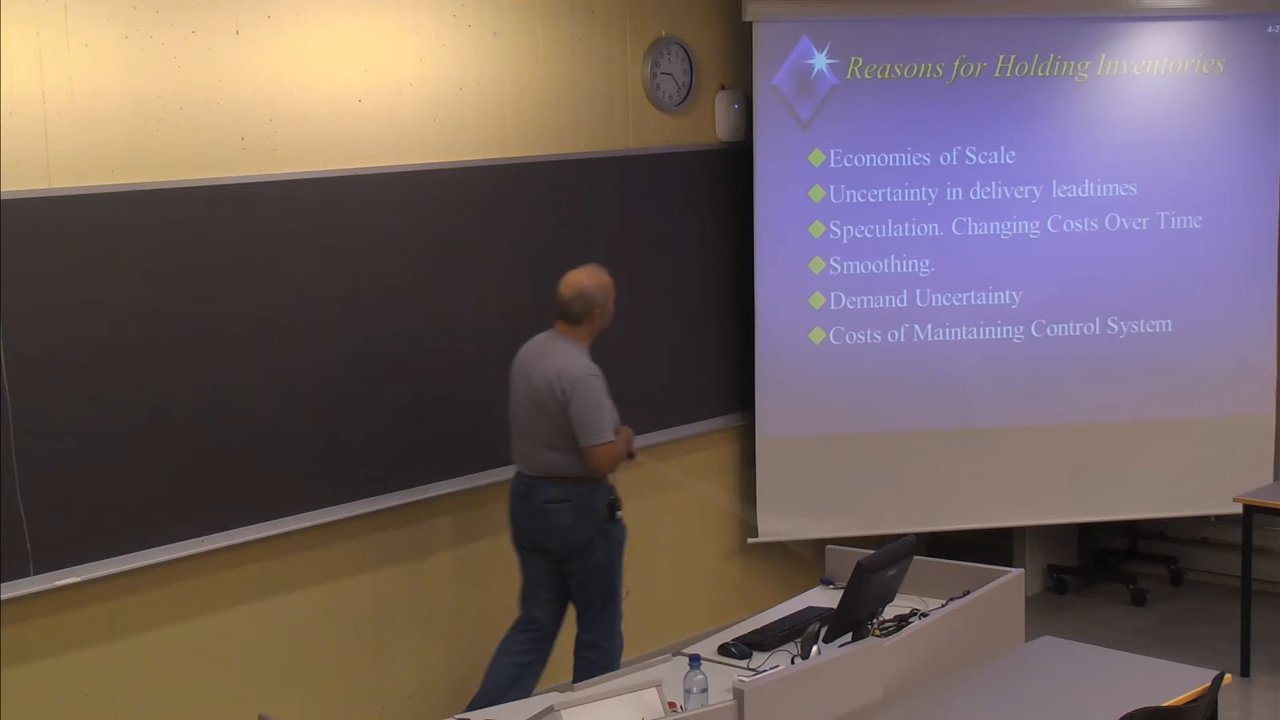 Reasons for Holding Inventories
Economies of Scale
Uncertainty in delivery leadtimes
Speculation. Changing Costs Over Time
Smoothing.
Demand Uncertainty
Costs of Maintaining Control System